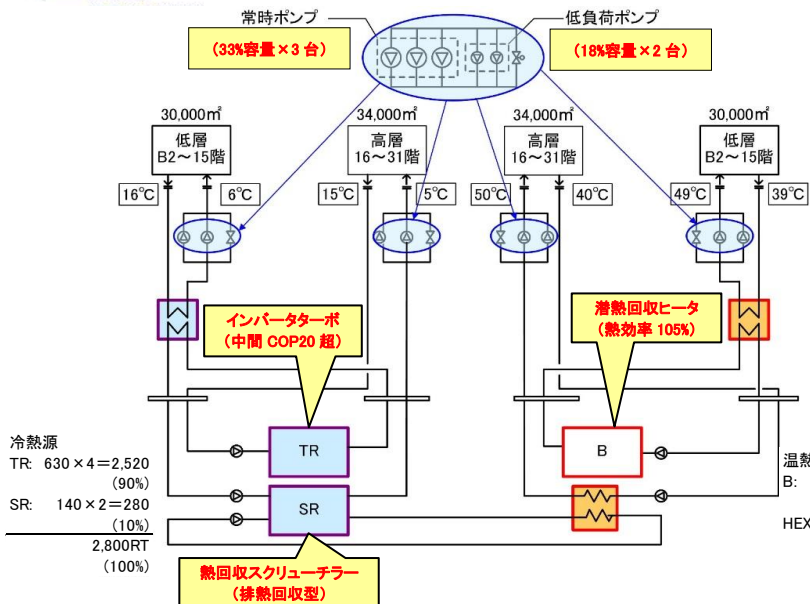 常時ポンプ
低負荷ポンプ
(33%容量×3台)
(18%容量×2台)
30,000㎡
34,000㎡
34,000㎡
30,000㎡
低層
B2～15階
高層
16～31階
高層
16～31階
低層
B2～15階
16℃
6℃
15℃
5℃
50℃
40℃
49℃
39℃
インバータターボ
(中間 COP20 超)
潜熱回収ヒータ
(熱効率 105%)
冷熱源
TR: 630×4=2,520
(90%)
SR: 140×2=280
(10%)
2,800RT
(100%)
TR
SR
B
温熱
B:
HEX
熱回収スクリューチラー
(排熱回収型)